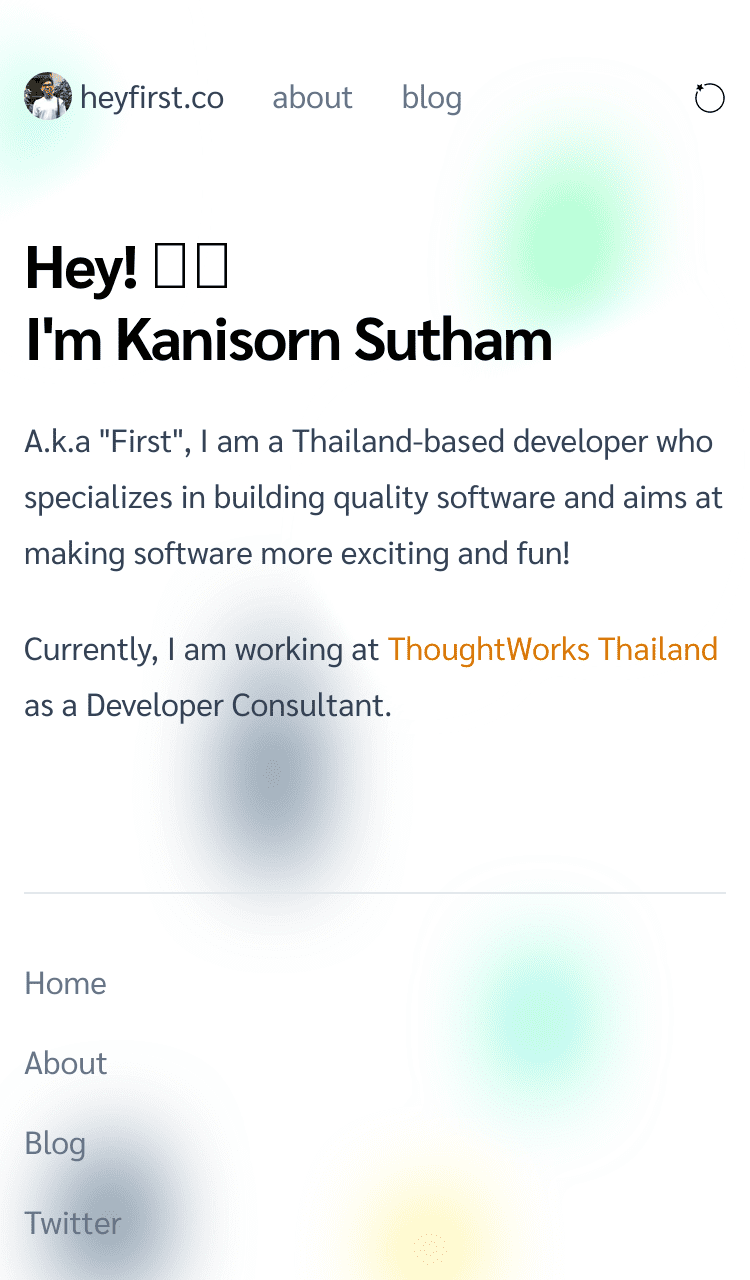 heyfirst.co about blog
Hey!
I'm Kanisorn Sutham
A.k.a "First", I am a Thailand-based developer who
specializes in building quality software and aims at
making software more exciting and fun!
Currently, I am working at ThoughtWorks Thailand
as a Developer Consultant.
Home
About
Blog
Twitter